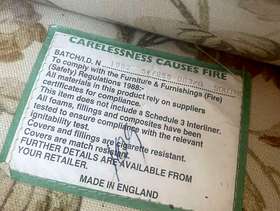 CARELESSNESS CAUSES FIRE
BATCH/I.D. N
To comply with the Furniture & Furnishings (Fire)
(Safety) Regulations 1988:-
All materials in this product rely on suppliers
certificates for compliance.
This item does not include a Schedule 3 Interliner.
All foams, fillings and composites have been
tested to ensure compliance with the relevant
Ignitability test.
Covers and fillings are cigarette resistant.
Covers are match resistant.
FURTHER DETAILS ARE AVAILABLE FROM
YOUR RETAILER.
MADE IN ENGLAND